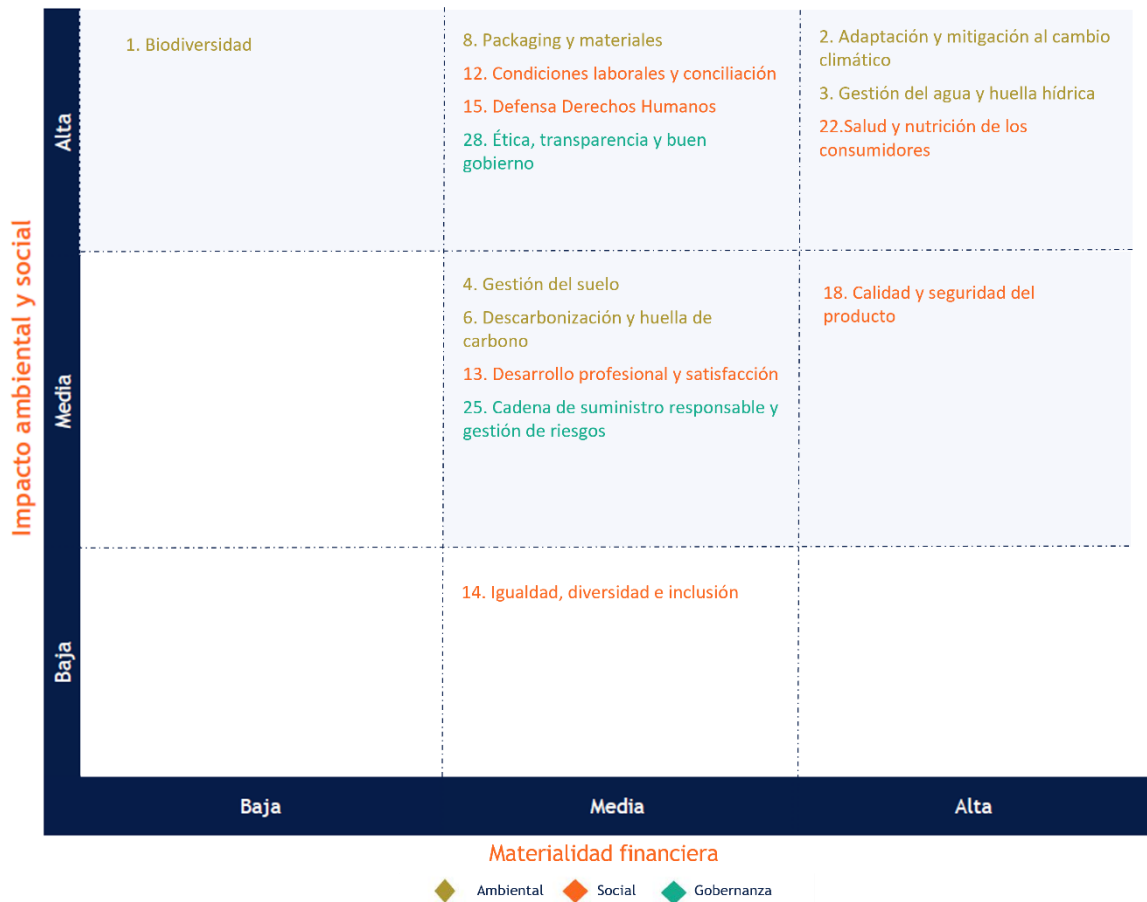 Impacto ambiental y social
Alta
Media
Baja
1. Biodiversidad
8. Packaging y materiales
12. Condiciones laborales y conciliación
15. Defensa Derechos Humanos
28. Ética, transparencia y buen
gobierno
2. Adaptación y mitigación al cambio
climático
3. Gestión del agua y huella hídrica
22.Salud y nutrición de los
consumidores
4. Gestión del suelo
6. Descarbonización y huella de
carbono
13. Desarrollo profesional y satisfacción
25. Cadena de suministro responsable y
gestión de riesgos
18. Calidad y seguridad del
producto
14. Igualdad, diversidad e inclusión
Baja
Media
Alta
Materialidad financiera
Ambiental
Social
Gobernanza